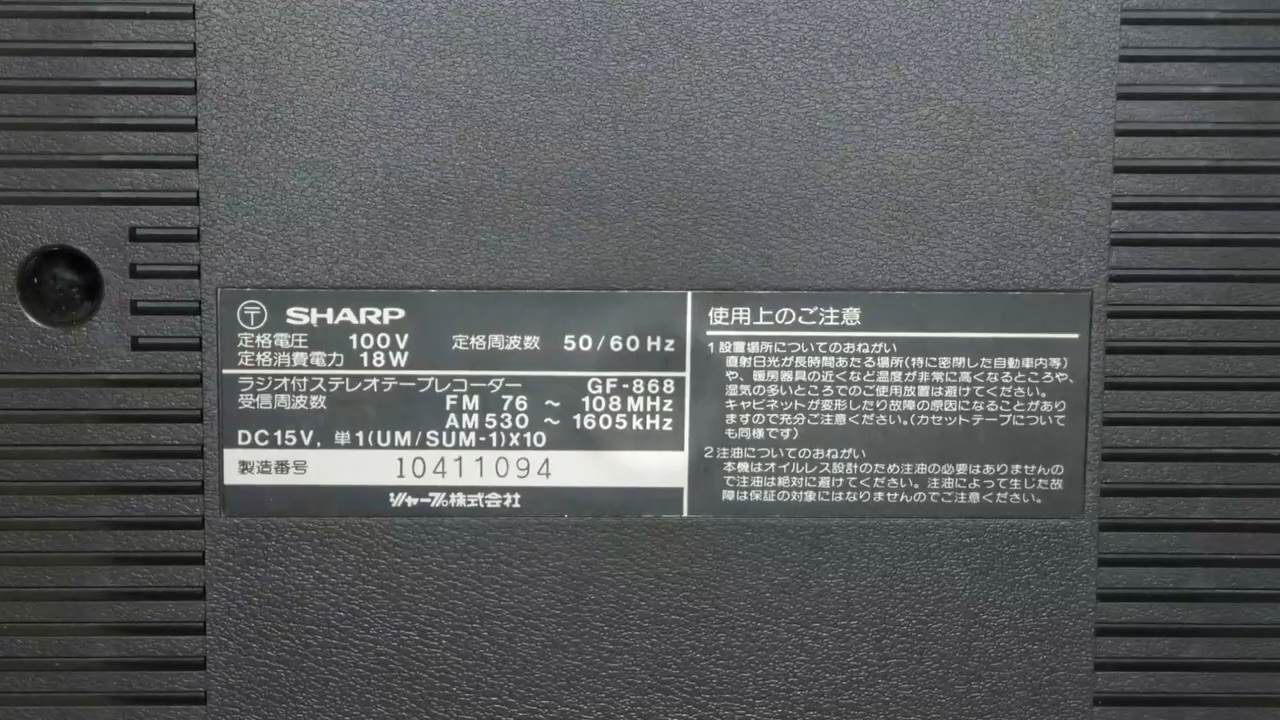 〒 SHARP
定格電圧 100V 定格周波数 50/60Hz
定格消費電力 18W
ラジオ付ステレオテープレコーダー GF-868
受信周波数 FM 76 ～ 108MHz
AM530 ～ 1605kHz
DC15V, 単1(UM/SUM-1)X10
製造番号 10411094
シャープ株式会社
使用上のご注意
1 設置場所についてのおねがい
直射日光が長時間あたる場所(特に密閉した自動車内等)
や、暖房器具の近くなど温度が非常に高くなるところや、
湿気の多いところでのご使用放置は避けてください。
キャビネットが変形したり故障の原因になることがあり
ますので充分ご注意ください。(カセットテープについて
も同様です)
2 注油についてのおねがい
本機はオイルレス設計のため注油の必要はありませんの
で注油は絶対に避けてください。注油によって生じた故
障は保証の対象にはなりませんのでご注意ください。